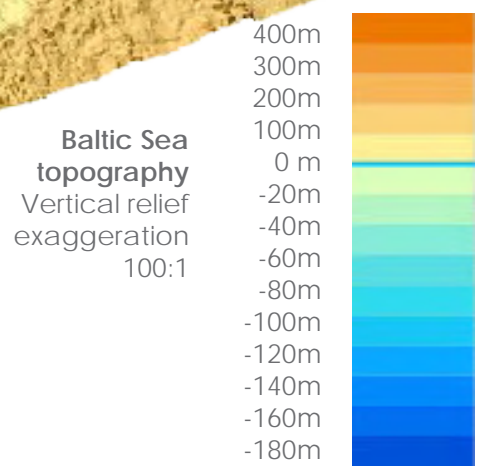 Baltic Sea
topography
Vertical relief
exaggeration
100:1
400m
300m
200m
100m
0 m
-20m
-40m
-60m
-80m
-100m
-120m
-140m
-160m
-180m